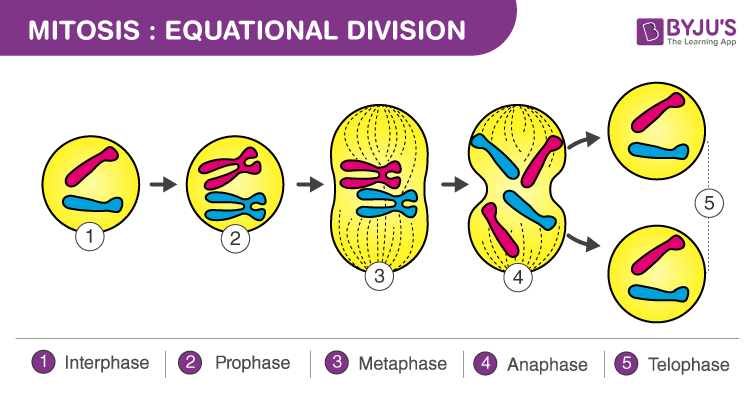 MITOSIS : EQUATIONAL DIVISION
BYJU'S
The Learning App
1
2
3
4
5
1 Interphase
2 Prophase
3 Metaphase
4 Anaphase
5 Telophase